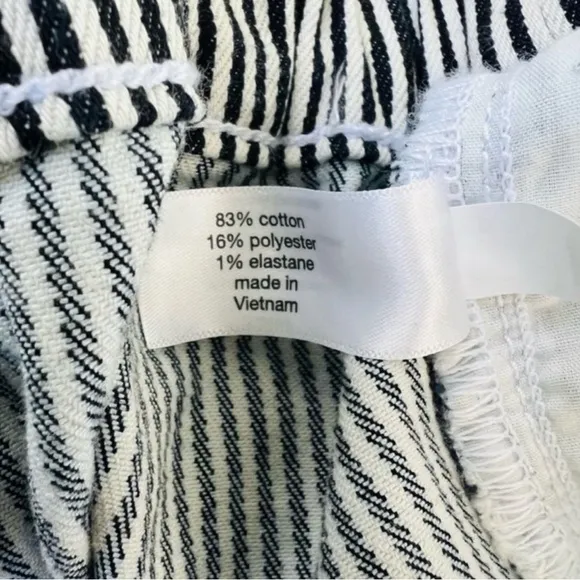 83% cotton
16% polyester
1% elastane
made in
Vietnam